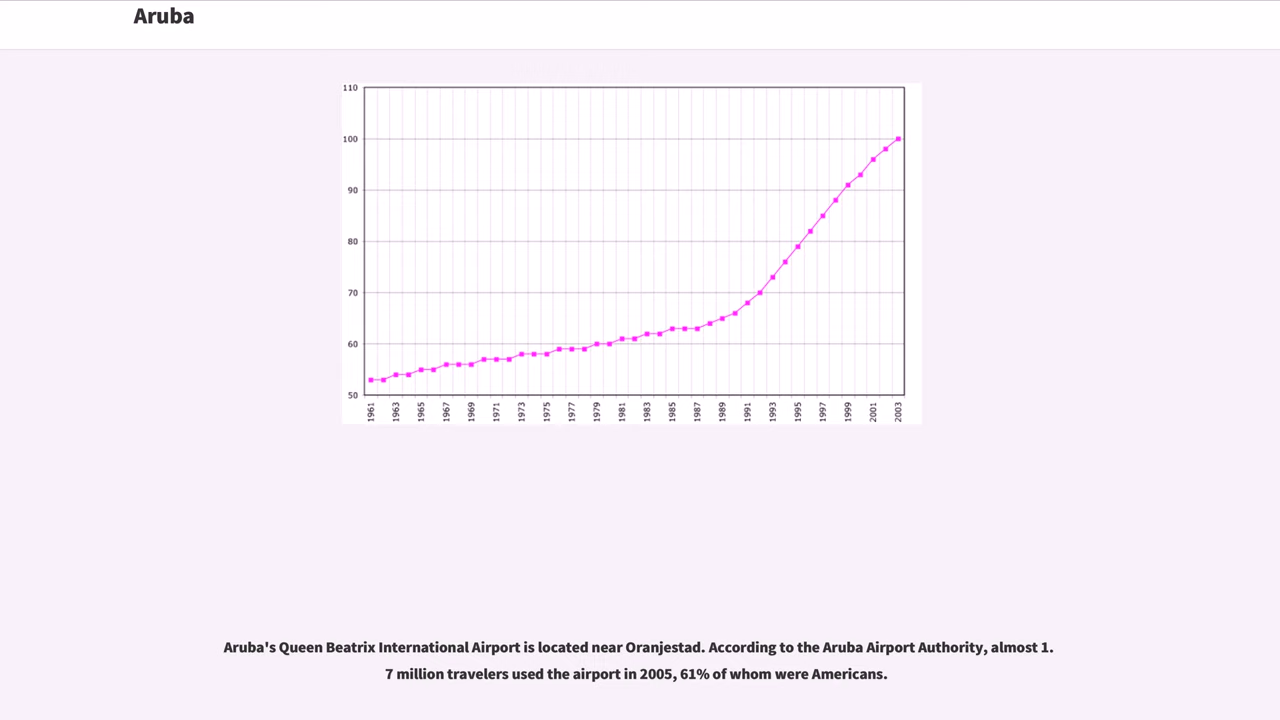 Aruba
110
100
90
80
70
60
50
1961 1963 1965 1967 1969 1971 1973 1975 1977 1979 1981 1983 1985 1987 1989 1991 1993 1995 1997 1999 2001 2003
Aruba's Queen Beatrix International Airport is located near Oranjestad. According to the Aruba Airport Authority, almost 1.
7 million travelers used the airport in 2005, 61% of whom were Americans.